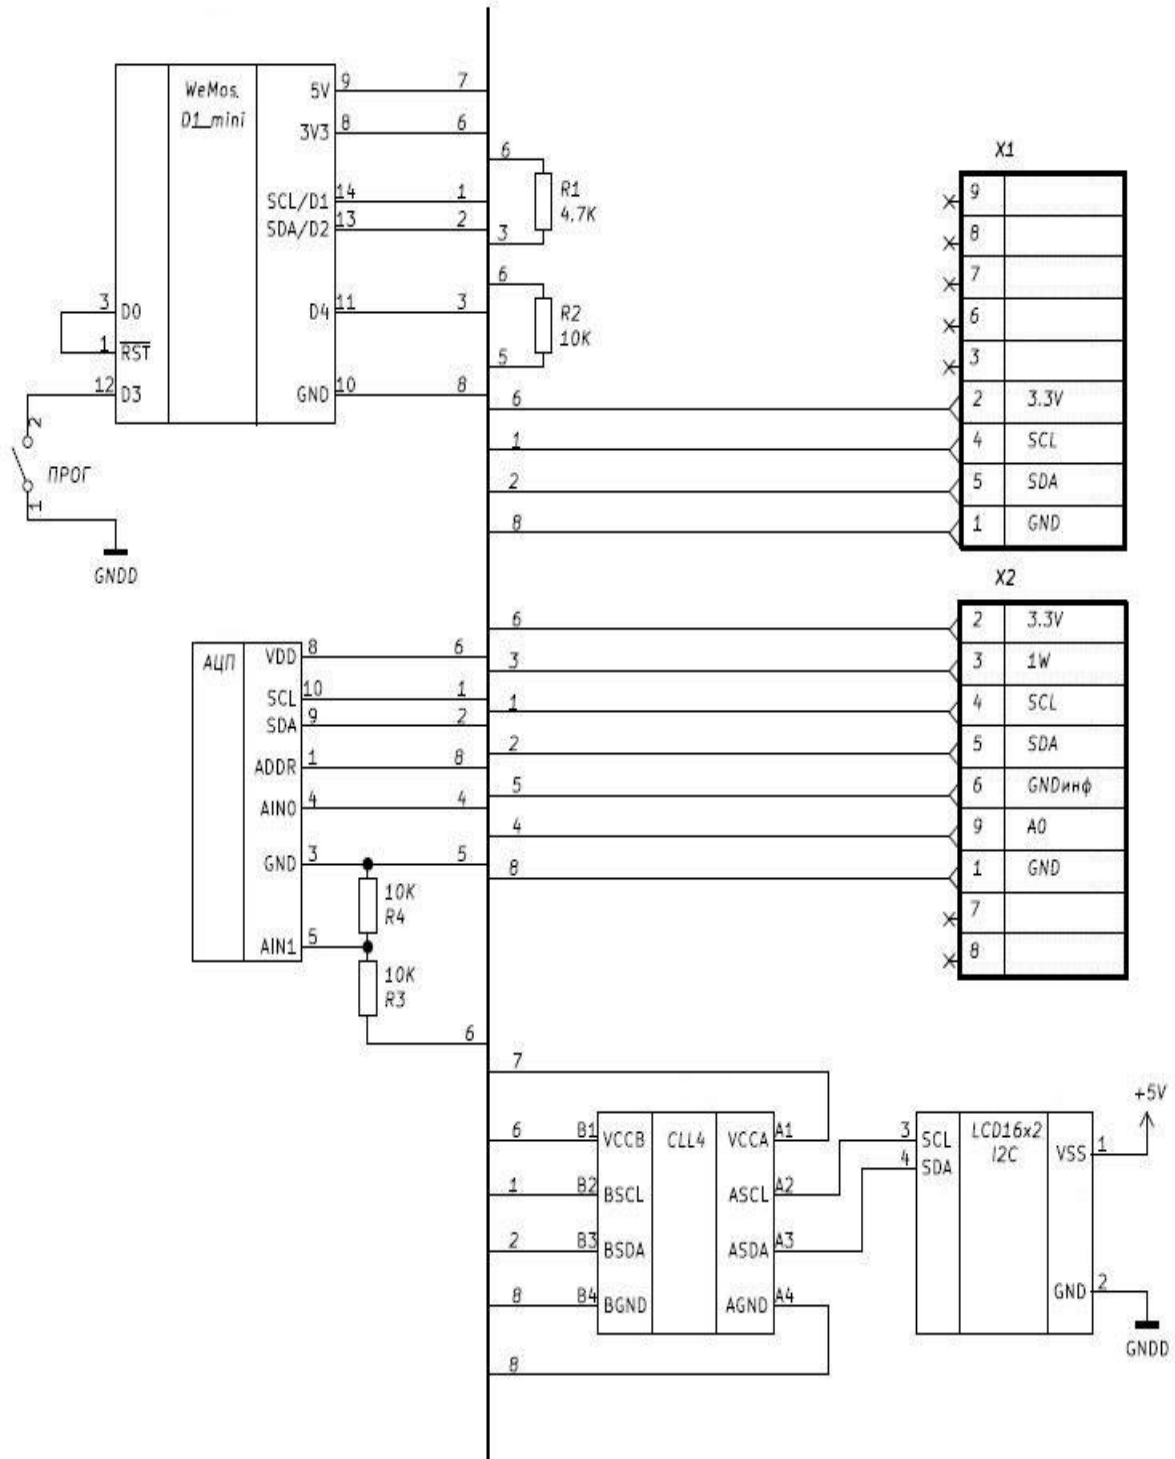 WeMos.
D1_mini
5V 9 7
3V3 8 6
SCL/D1 14 1
SDA/D2 13 2
3 D0
D4 11 3
1 RST
12 D3
GND 10 8
2
ПРОГ
1
GNDD
6
R1
4.7K
3
6
R2
10K
5
X1
9
8
7
6
3
6 2 3.3V
1 4 SCL
2 5 SDA
8 1 GND
X2
6 2 3.3V
3 3 1W
1 4 SCL
2 5 SDA
5 6 GNDинф
4 9 A0
8 1 GND
7
8
АЦП
VDD 8 6
SCL 10 1
SDA 9 2
ADDR 1 8
AIN0 4 4
GND 3 5
10K
R4
AIN1 5
10K
R3
6
7
6 B1 VCCB CLL4 VCCA A1
1 B2 BSCL ASCL A2
2 B3 BSDA ASDA A3
8 B4 BGND AGND A4
8
3 SCL
4 SDA
LCD16x2
I2C
VSS 1
+5V
GND 2
GNDD